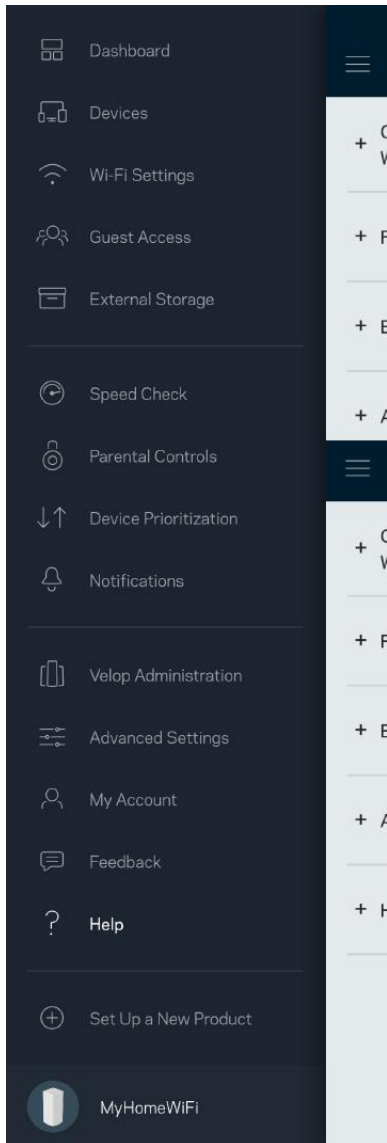 Dashboard
Devices
Wi-Fi Settings
Guest Access
External Storage
Speed Check
Parental Controls
Device Prioritization
Notifications
Velop Administration
Advanced Settings
My Account
Feedback
? Help
Set Up a New Product
MyHomeWiFi